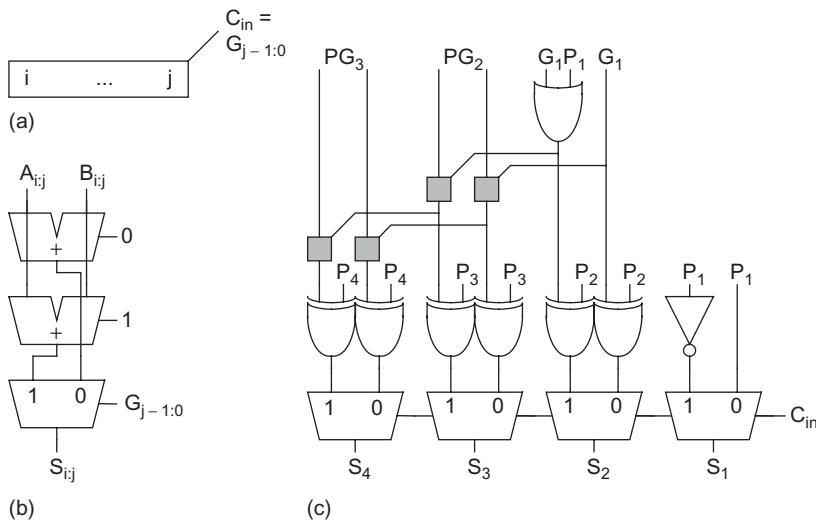 C_in =
G_j – 1:0
i ... j
(a)
A_i:j B_i:j
+ 0
+ 1
1 0
G_j – 1:0
S_i:j
(b)
PG_3 PG_2 G_1 P_1 G_1
P_4 P_4 P_3 P_3 P_2 P_2 P_1 P_1
1 0 1 0 1 0 1 0
C_in
S_4 S_3 S_2 S_1
(c)